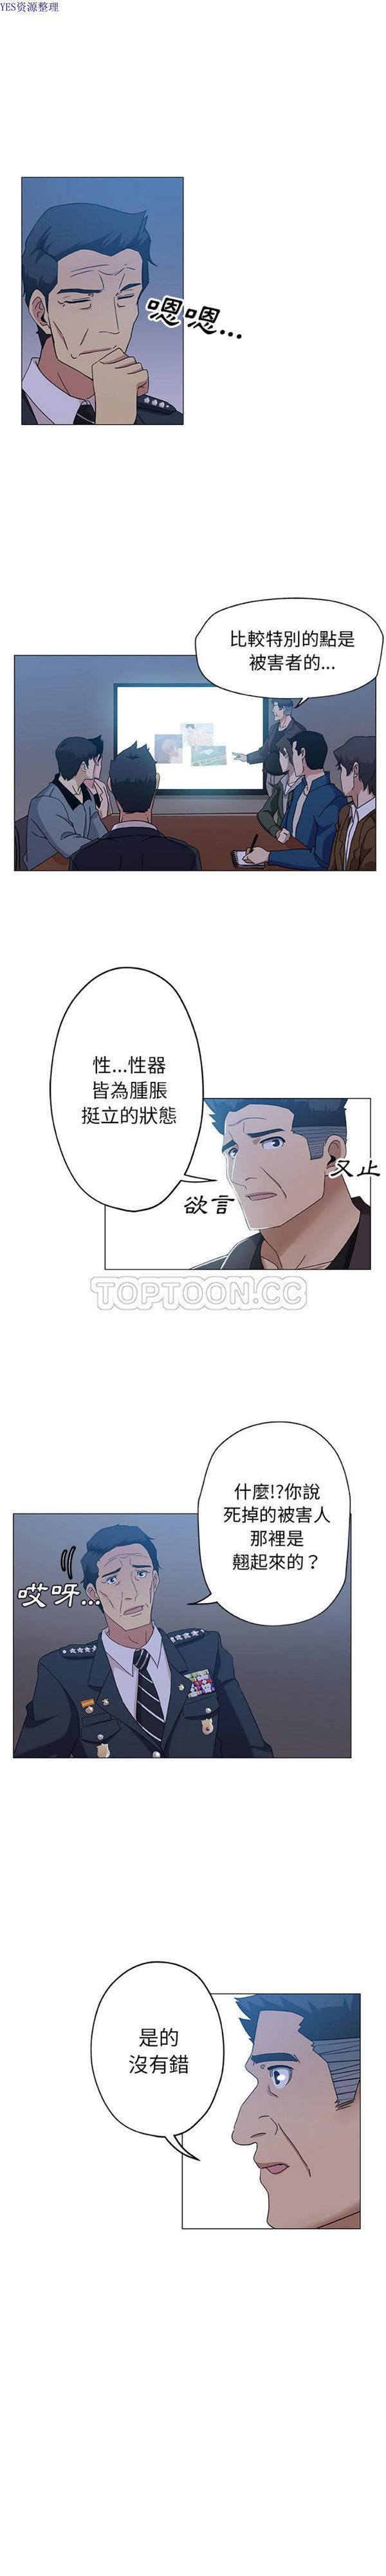 YES资源整理
嗯嗯...
比較特別的點是
被害者的...
性...性器
皆為腫脹
挺立的狀態
欲言
又止
TOPTOON.CC
什麼!?你說
死掉的被害人
那裡是
翹起來的？
哎呀...
是的
沒有錯